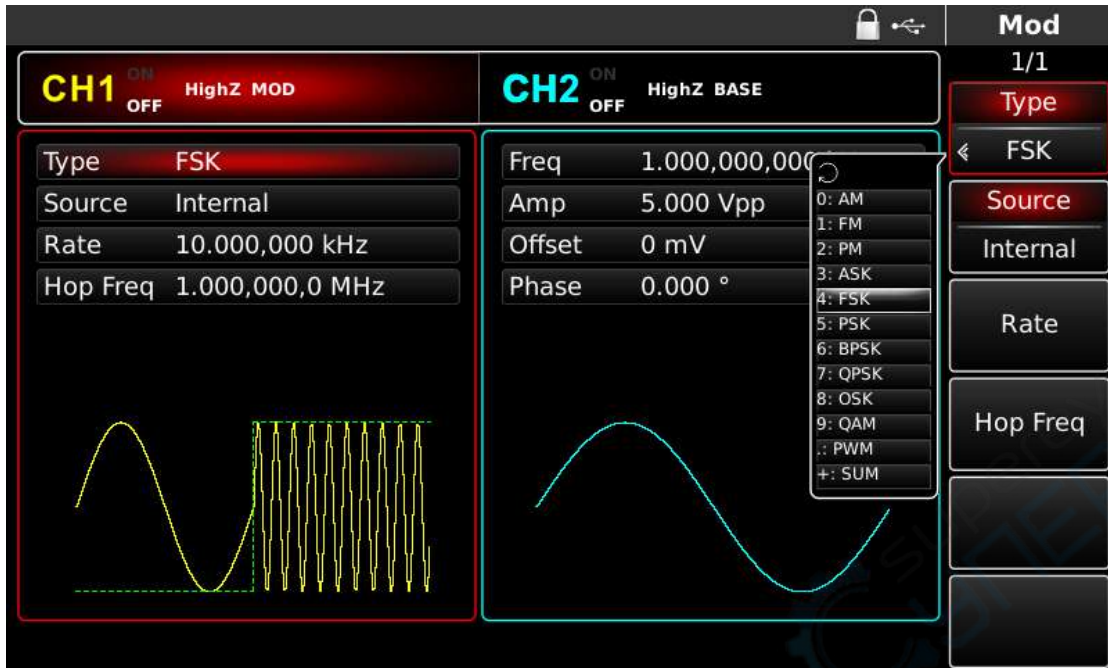 Mod
1/1
CH1 ON OFF HighZ MOD
CH2 ON OFF HighZ BASE
Type FSK
Source Internal
Rate 10.000,000 kHz
Hop Freq 1.000,000,0 MHz
Freq 1.000,000,000
Amp 5.000 Vpp
Offset 0 mV
Phase 0.000 °
0: AM
1: FM
2: PM
3: ASK
4: FSK
5: PSK
6: BPSK
7: QPSK
8: OSK
9: QAM
.: PWM
+: SUM
Type
FSK
Source
Internal
Rate
Hop Freq